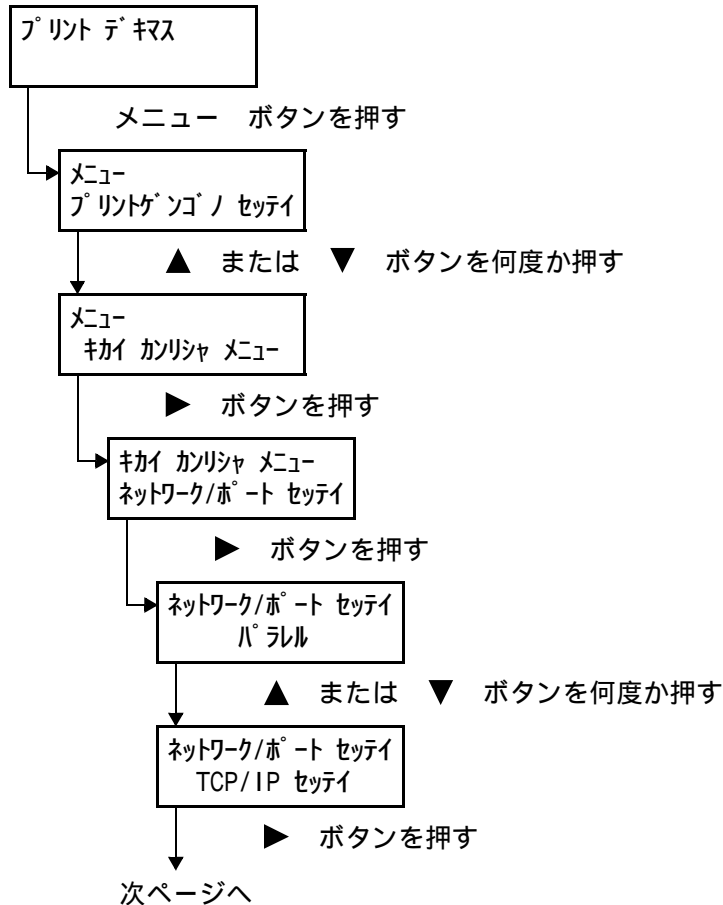 プリント デキマス
メニュー ボタンを押す
メニュー
プリントゲンゴノ セッテイ
▲ または ▼ ボタンを何度か押す
メニュー
キカイ カンリシャ メニュー
▶ ボタンを押す
キカイ カンリシャ メニュー
ネットワーク/ポート セッテイ
▶ ボタンを押す
ネットワーク/ポート セッテイ
パラレル
▲ または ▼ ボタンを何度か押す
ネットワーク/ポート セッテイ
TCP/IP セッテイ
▶ ボタンを押す
次ページへ